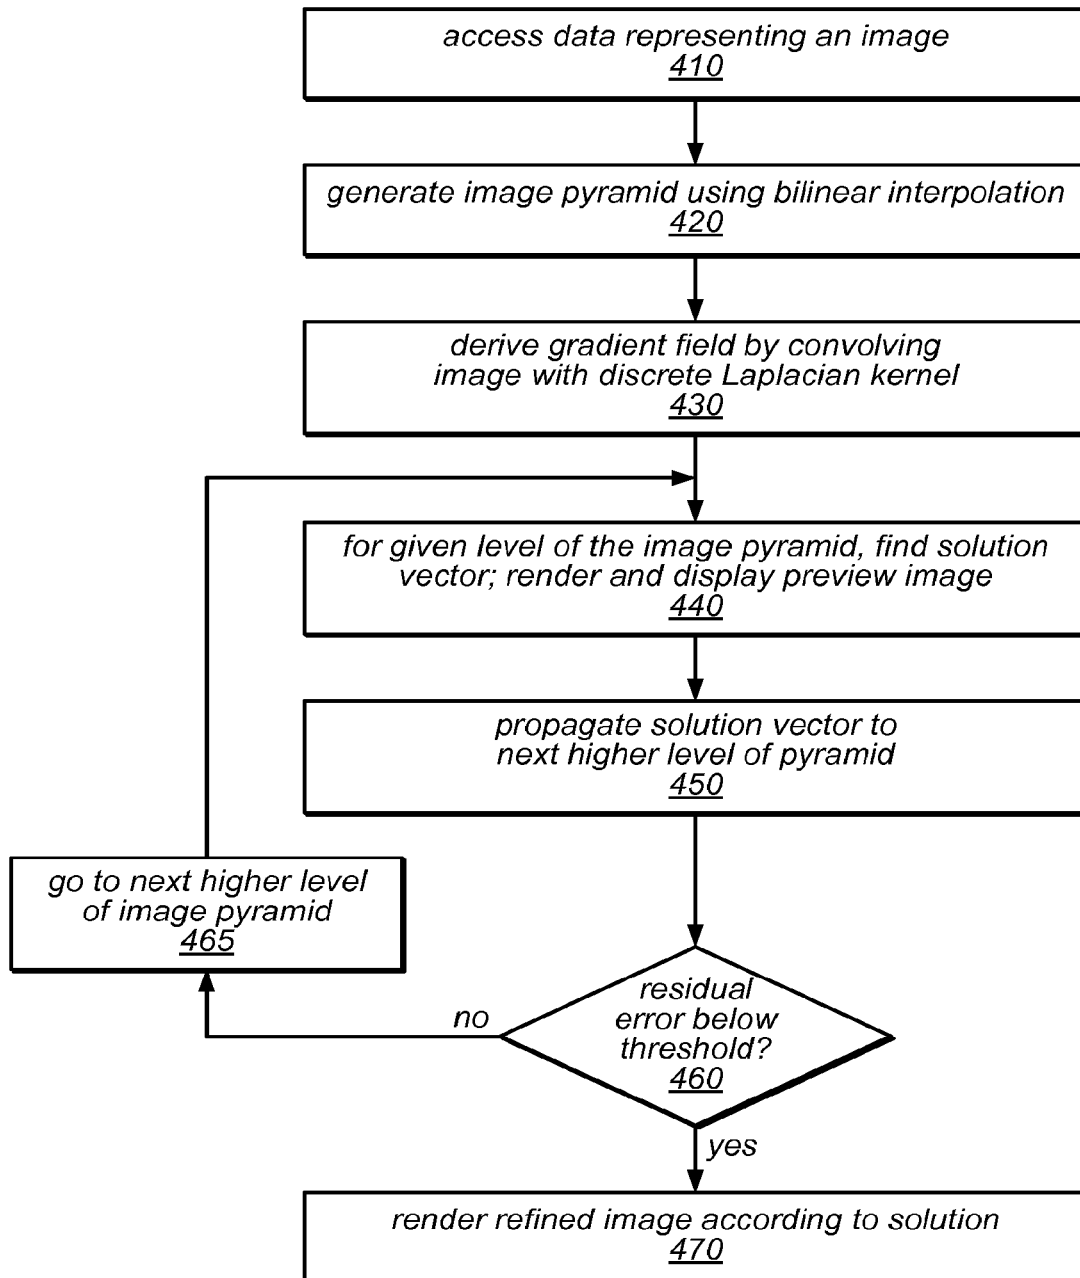 access data representing an image
410
generate image pyramid using bilinear interpolation
420
derive gradient field by convolving
image with discrete Laplacian kernel
430
for given level of the image pyramid, find solution
vector; render and display preview image
440
propagate solution vector to
next higher level of pyramid
450
go to next higher level
of image pyramid
465
residual
error below
threshold?
460
no
yes
render refined image according to solution
470